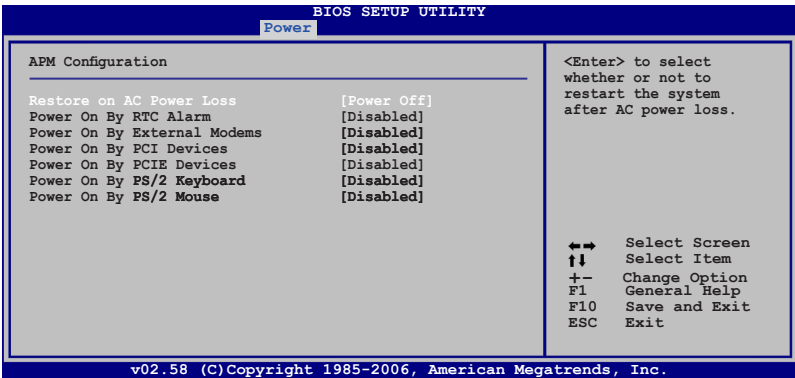 BIOS SETUP UTILITY
Power
APM Configuration
Restore on AC Power Loss [Power Off]
Power On By RTC Alarm [Disabled]
Power On By External Modems [Disabled]
Power On By PCI Devices [Disabled]
Power On By PCIE Devices [Disabled]
Power On By PS/2 Keyboard [Disabled]
Power On By PS/2 Mouse [Disabled]
<Enter> to select
whether or not to
restart the system
after AC power loss.
←→ Select Screen
↑↓ Select Item
+- Change Option
F1 General Help
F10 Save and Exit
ESC Exit
v02.58 (C)Copyright 1985-2006, American Megatrends, Inc.